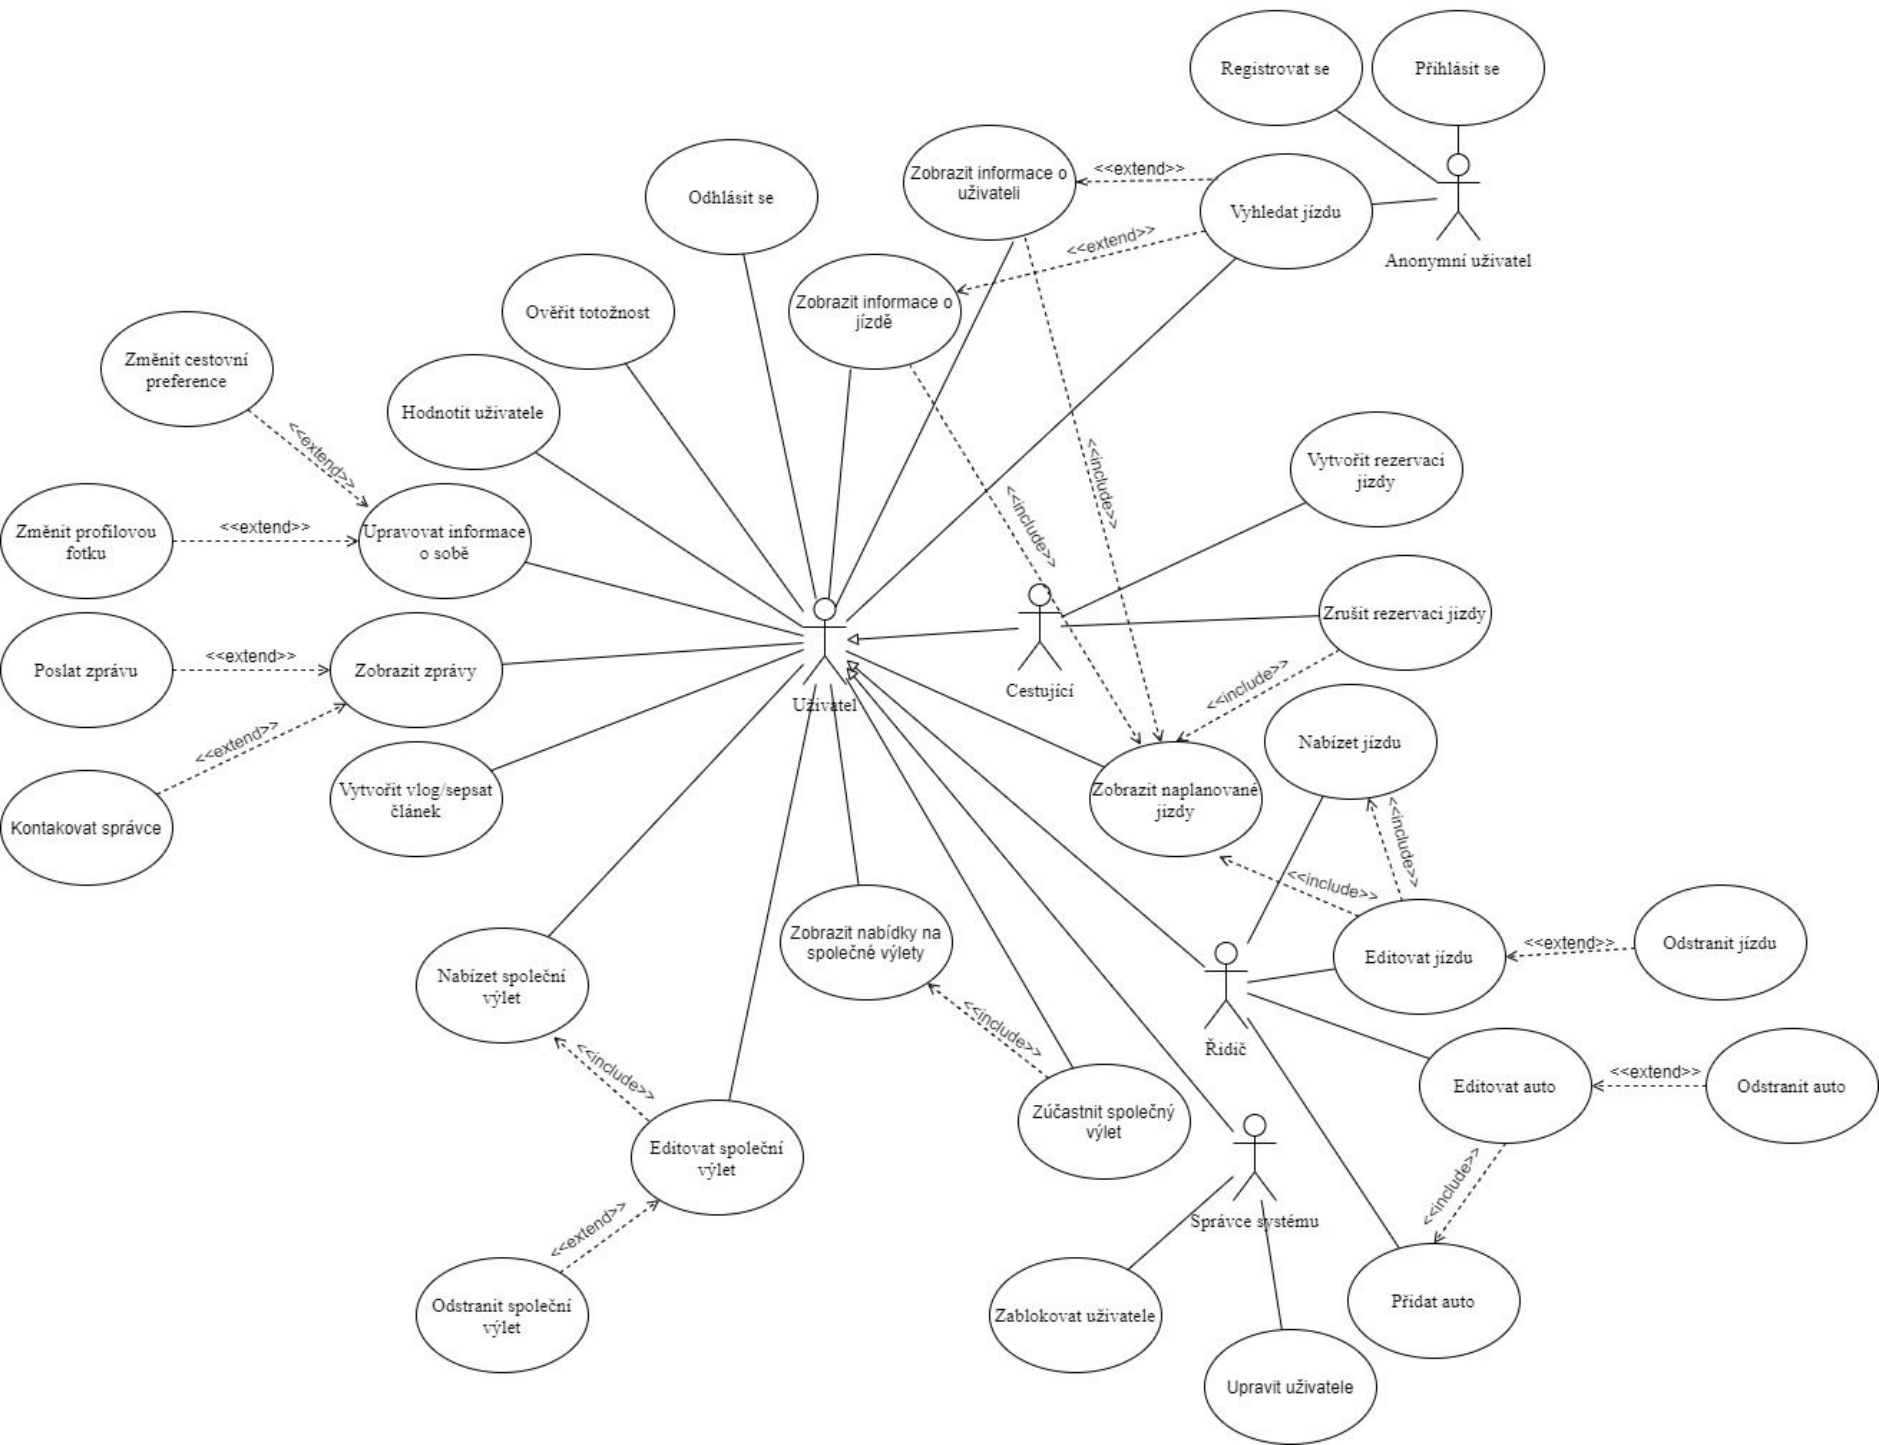 Registrovat se
Přihlásit se
Zobrazit informace o
uživateli
<<extend>>
Odhlásit se
Vyhledat jízdu
<<extend>>
Anonymní uživatel
Ověřit totožnost
Zobrazit informace o
jízdě
Změnit cestovní
preference
Hodnotit uživatele
<<extend>>
Vytvořit rezervaci
jizdy
<<include>>
<<include>>
Změnit profilovou
fotku
<<extend>>
Upravovat informace
o sobě
Zrušit rezervaci jizdy
Poslat zprávu
<<extend>>
Zobrazit zprávy
Uživatel
Cestující
<<include>>
<<extend>>
Nabízet jízdu
Vytvořit vlog/sepsat
článek
Zobrazit naplanované
jizdy
Kontakovat správce
<<include>>
<<include>>
Zobrazit nabídky na
společné výlety
Nabízet společní
výlet
Editovat jízdu
<<extend>>
Odstranit jízdu
<<include>>
Řidič
<<include>>
Editovat auto
<<extend>>
Odstranit auto
Zúčastnit společný
výlet
Editovat společní
výlet
<<include>>
<<extend>>
Správce systému
Odstranit společní
výlet
Zablokovat uživatele
Přidat auto
Upravit uživatele